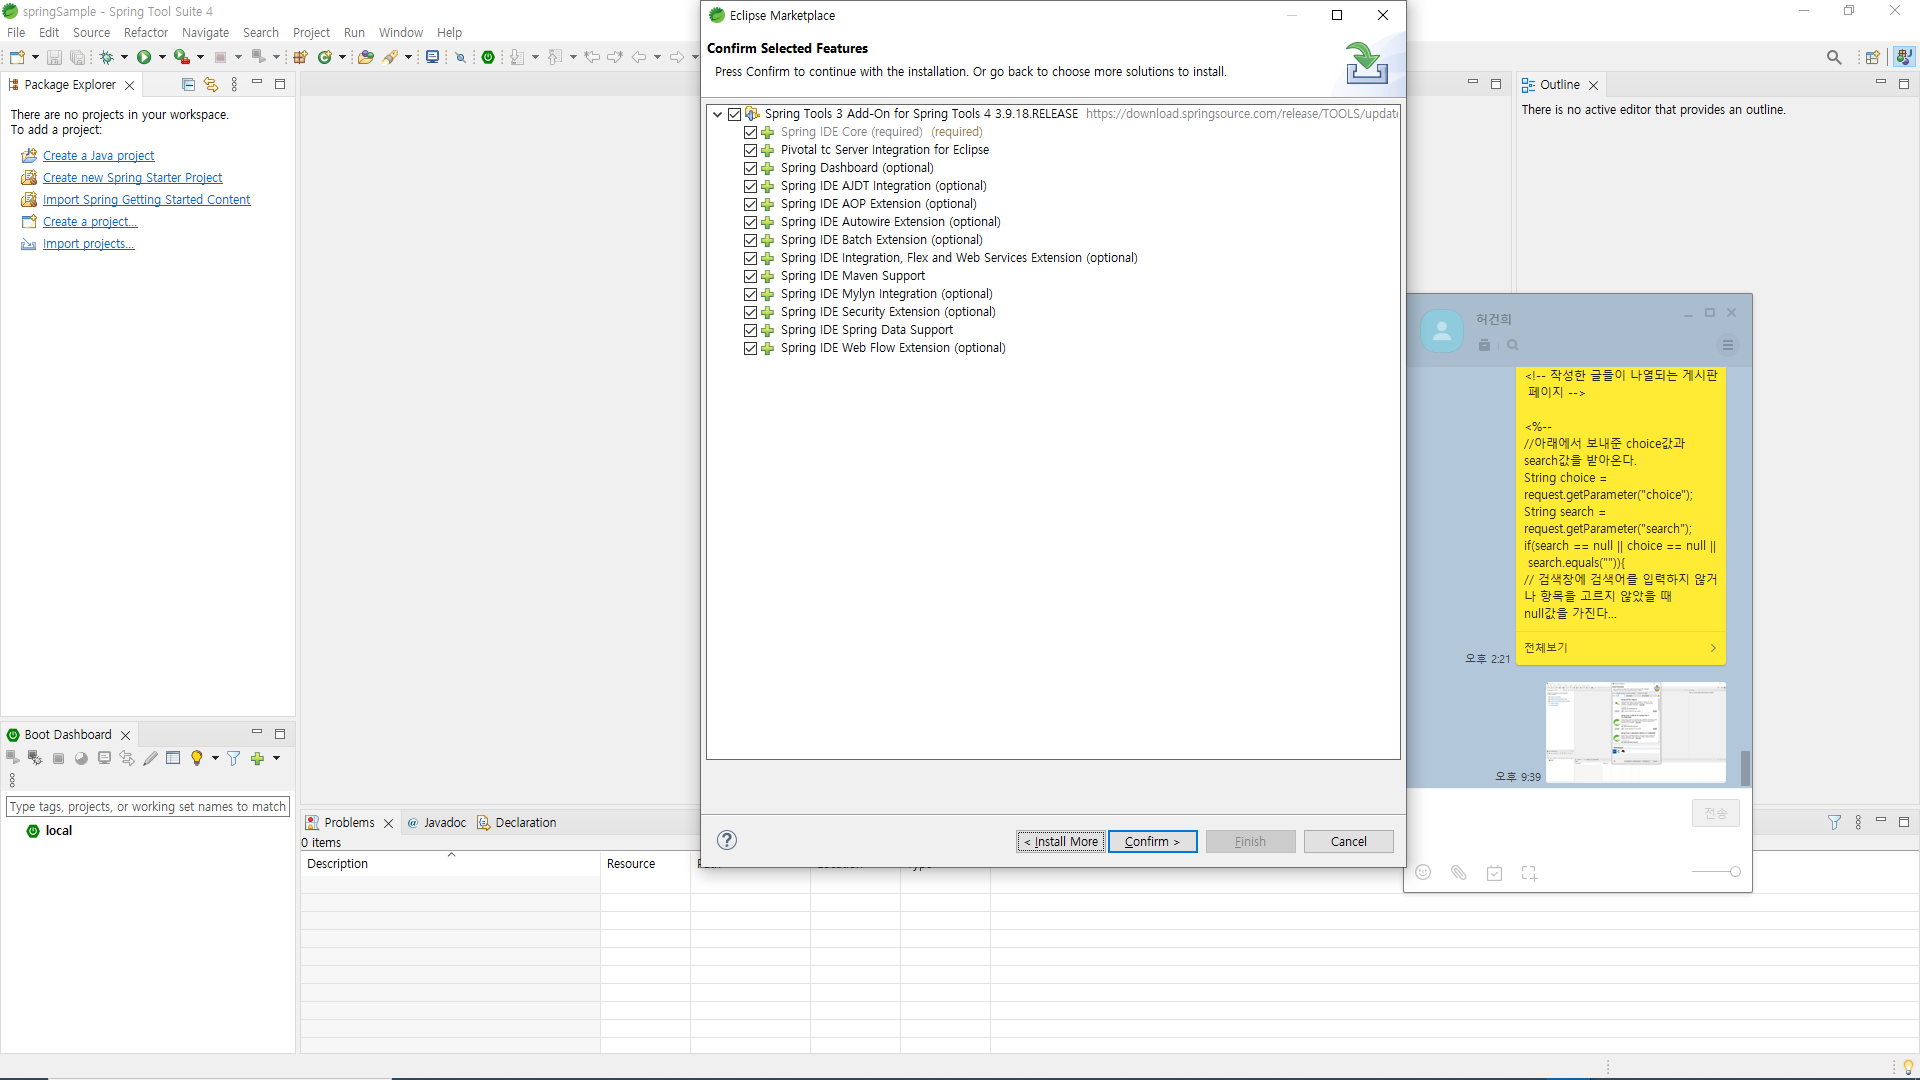 springSample - Spring Tool Suite 4
File Edit Source Refactor Navigate Search Project Run Window Help
Package Explorer
There are no projects in your workspace.
To add a project:
Create a Java project
Create new Spring Starter Project
Import Spring Getting Started Content
Create a project...
Import projects...
Boot Dashboard
Type tags, projects, or working set names to match
local
Eclipse Marketplace
Confirm Selected Features
Press Confirm to continue with the installation. Or go back to choose more solutions to install.
Spring Tools 3 Add-On for Spring Tools 4 3.9.18.RELEASE https://download.springsource.com/release/TOOLS/update
Spring IDE Core (required) (required)
Pivotal tc Server Integration for Eclipse
Spring Dashboard (optional)
Spring IDE AJDT Integration (optional)
Spring IDE AOP Extension (optional)
Spring IDE Autowire Extension (optional)
Spring IDE Batch Extension (optional)
Spring IDE Integration, Flex and Web Services Extension (optional)
Spring IDE Maven Support
Spring IDE Mylyn Integration (optional)
Spring IDE Security Extension (optional)
Spring IDE Spring Data Support
Spring IDE Web Flow Extension (optional)
< Install More
Confirm >
Finish
Cancel
Outline
There is no active editor that provides an outline.
허건희
<!-- 작성한 글들이 나열되는 게시판
페이지 -->
<%--
//아래에서 보내준 choice값과
search값을 받아온다.
String choice =
request.getParameter("choice");
String search =
request.getParameter("search");
if(search == null || choice == null ||
search.equals("")){
// 검색창에 검색어를 입력하지 않거
나 항목을 고르지 않았을 때
null값을 가진다...
전체보기
오후 2:21
오후 9:39
전송
Problems @ Javadoc Declaration
0 items
Description Resource